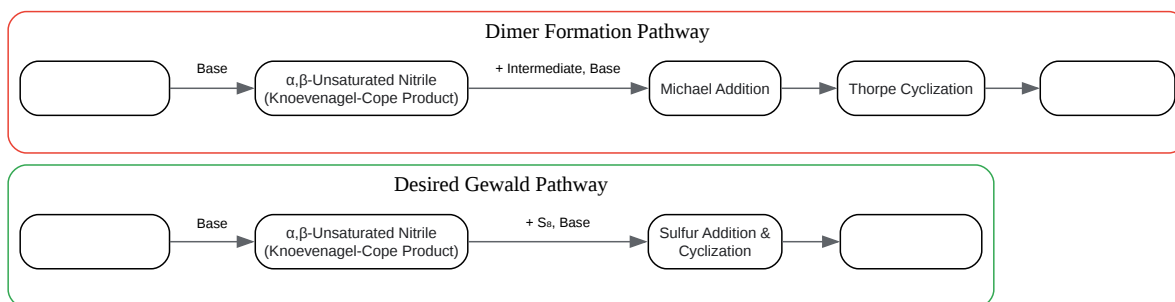 Dimer Formation Pathway
Base
α,β-Unsaturated Nitrile
(Knoevenagel-Cope Product)
+ Intermediate, Base
Michael Addition
Thorpe Cyclization
Desired Gewald Pathway
Base
α,β-Unsaturated Nitrile
(Knoevenagel-Cope Product)
+ S₈, Base
Sulfur Addition &
Cyclization